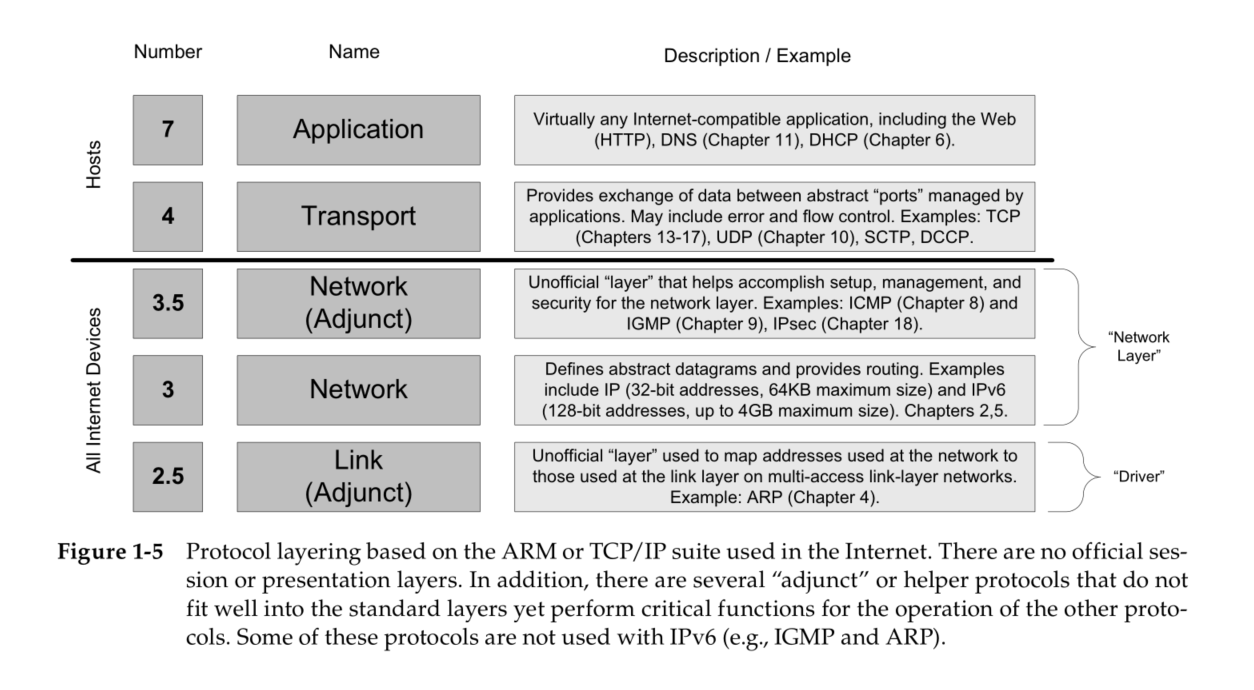 Number Name Description / Example
Hosts
7 Application
Virtually any Internet-compatible application, including the Web
(HTTP), DNS (Chapter 11), DHCP (Chapter 6).
4 Transport
Provides exchange of data between abstract “ports” managed by
applications. May include error and flow control. Examples: TCP
(Chapters 13-17), UDP (Chapter 10), SCTP, DCCP.
All Internet Devices
3.5 Network
(Adjunct)
Unofficial “layer” that helps accomplish setup, management, and
security for the network layer. Examples: ICMP (Chapter 8) and
IGMP (Chapter 9), IPsec (Chapter 18).
“Network
Layer”
3 Network
Defines abstract datagrams and provides routing. Examples
include IP (32-bit addresses, 64KB maximum size) and IPv6
(128-bit addresses, up to 4GB maximum size). Chapters 2,5.
2.5 Link
(Adjunct)
Unofficial “layer” used to map addresses used at the network to
those used at the link layer on multi-access link-layer networks.
Example: ARP (Chapter 4).
“Driver”
Figure 1-5 Protocol layering based on the ARM or TCP/IP suite used in the Internet. There are no official ses-
sion or presentation layers. In addition, there are several “adjunct” or helper protocols that do not
fit well into the standard layers yet perform critical functions for the operation of the other proto-
cols. Some of these protocols are not used with IPv6 (e.g., IGMP and ARP).